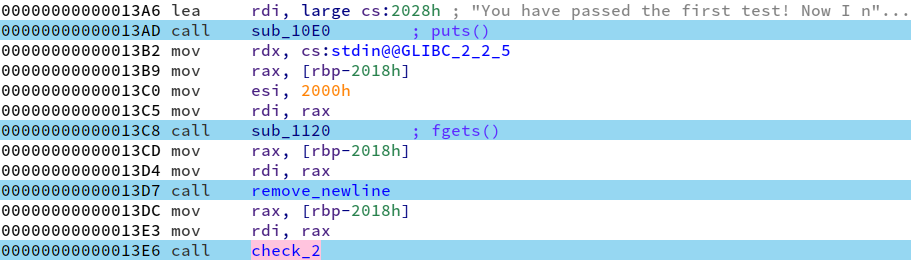 00000000000013A6 lea rdi, large cs:2028h ; "You have passed the first test! Now I n"...
00000000000013AD call sub_10E0 ; puts()
00000000000013B2 mov rdx, cs:stdin@@GLIBC_2_2_5
00000000000013B9 mov rax, [rbp-2018h]
00000000000013C0 mov esi, 2000h
00000000000013C5 mov rdi, rax
00000000000013C8 call sub_1120 ; fgets()
00000000000013CD mov rax, [rbp-2018h]
00000000000013D4 mov rdi, rax
00000000000013D7 call remove_newline
00000000000013DC mov rax, [rbp-2018h]
00000000000013E3 mov rdi, rax
00000000000013E6 call check_2